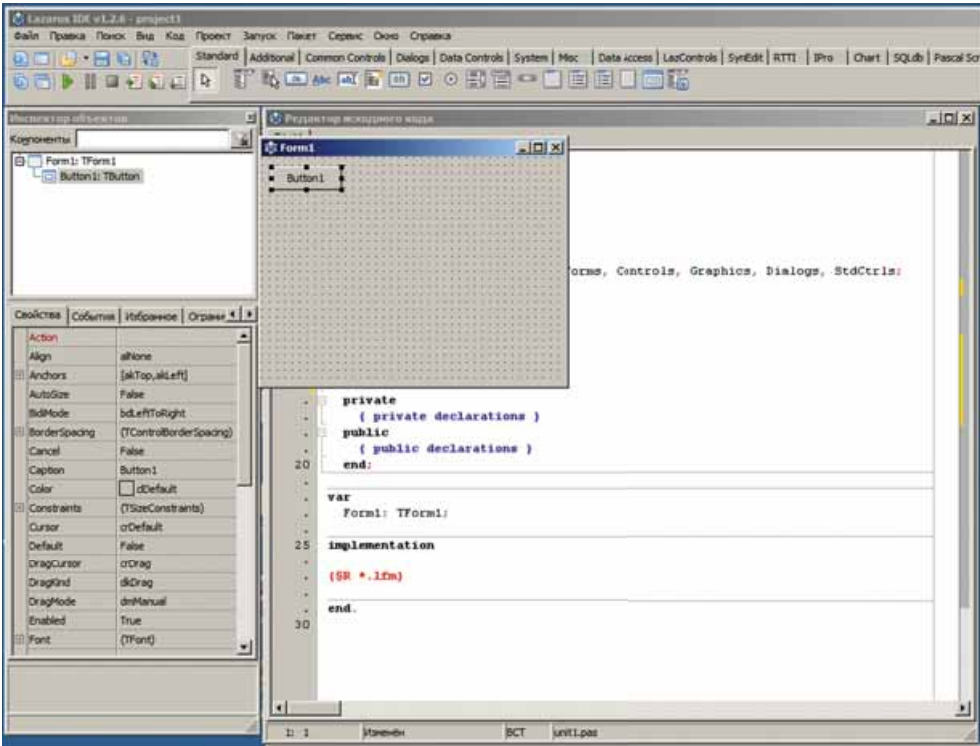 Lazarus IDE v1.2.6 - project1
Файл Правка Поиск Вид Код Проект Запуск Пакет Сервис Окно Справка
Standard Additional Common Controls Dialogs Data Controls System Misc Data Access LazControls SynEdit RTTI IPro Chart SQLdb Pascal Scr
Инспектор объектов
Компоненты
Form1: TForm1
Button1: TButton
Свойства События Избранное Ограни
Action
Align alNone
Anchors [akTop,akLeft]
AutoSize False
BidiMode bdLeftToRight
BorderSpacing (TControlBorderSpacing)
Cancel False
Caption Button1
Color clDefault
Constraints (TSizeConstraints)
Cursor crDefault
Default False
DragCursor crDrag
DragKind dkDrag
DragMode dmManual
Enabled True
Font (TFont)
Редактор исходного кода
Form1
Button1
orms, Controls, Graphics, Dialogs, StdCtrls;
private
{ private declarations }
public
{ public declarations }
20 end;
var
Form1: TForm1;
25 implementation
{$R *.lfm}
end.
30
1: 1 Изменён ВСТ unit1.pas